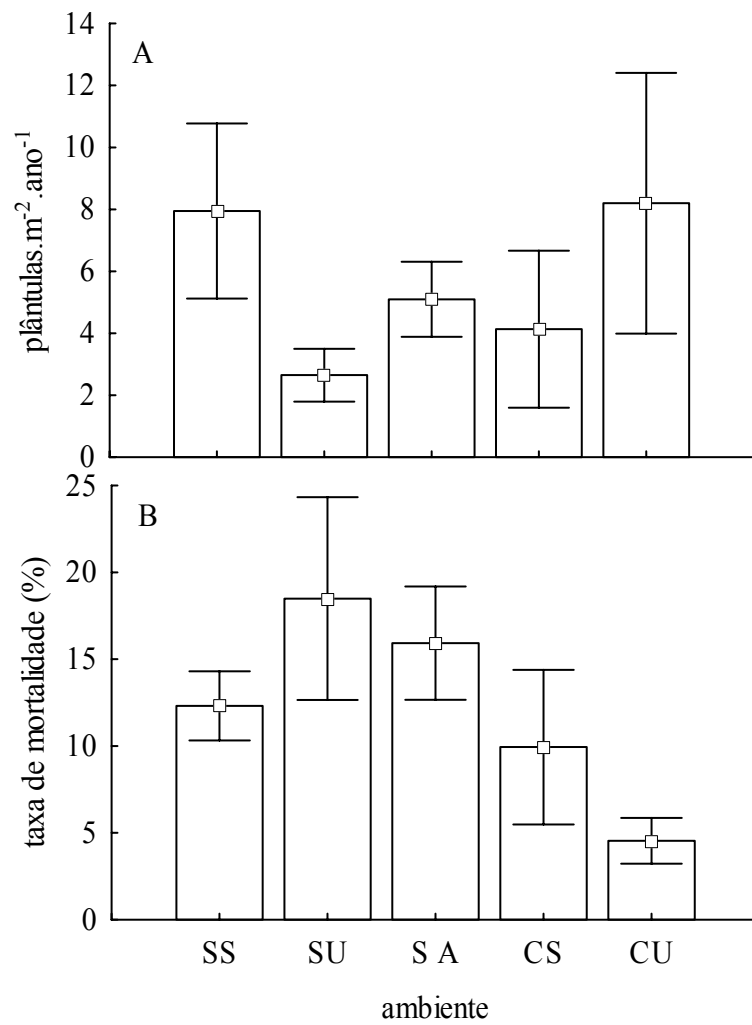 A
14
12
10
8
6
4
2
0
plântulas.m⁻².ano⁻¹
B
25
20
15
10
5
0
taxa de mortalidade (%)
SS SU S A CS CU
ambiente